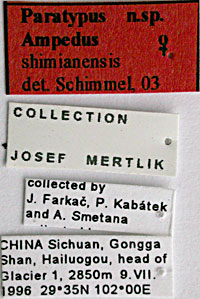 Paratypus n.sp.
Ampedus ♀
shimianensis
det. Schimmel, 03
COLLECTION
JOSEF MERTLIK
collected by
J. Farkač, P. Kabátek
and A. Smetana
CHINA Sichuan, Gongga
Shan, Hailuogou, head of
Glacier 1, 2850m 9.VII.
1996 29°35N 102°00E